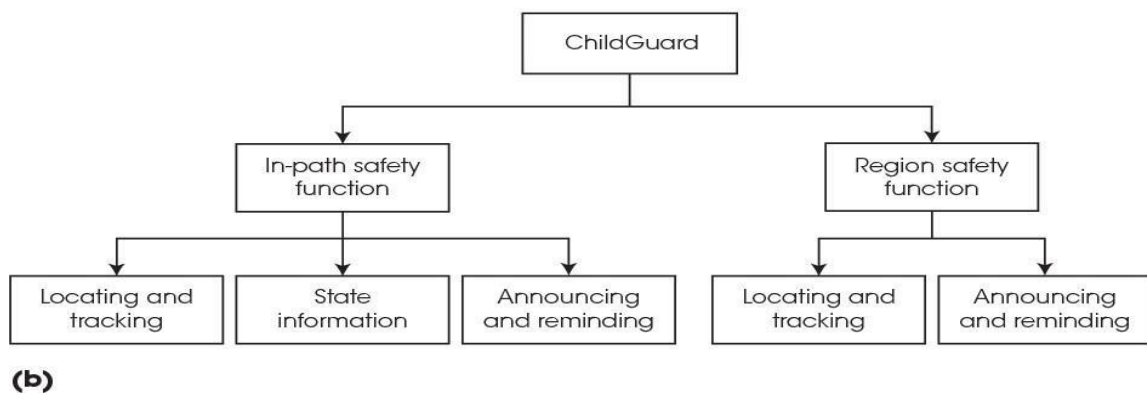 ChildGuard
In-path safety
function
Region safety
function
Locating and
tracking
State
information
Announcing
and reminding
Locating and
tracking
Announcing
and reminding
(b)